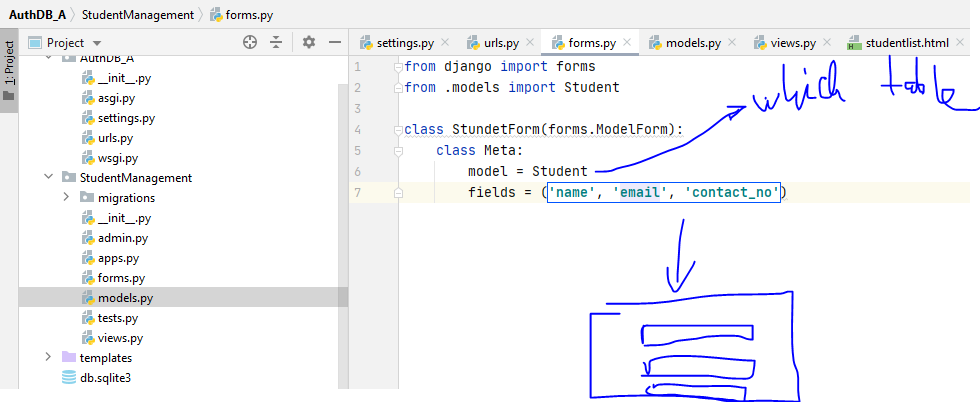 AuthDB_A > StudentManagement > forms.py
1: Project
Project
AuthDB_A
__init__.py
asgi.py
settings.py
urls.py
wsgi.py
StudentManagement
migrations
__init__.py
admin.py
apps.py
forms.py
models.py
tests.py
views.py
templates
db.sqlite3
settings.py urls.py forms.py models.py views.py studentlist.html
1 from django import forms
2 from .models import Student
3
4 class StundetForm(forms.ModelForm):
5 class Meta:
6 model = Student
7 fields = ('name', 'email', 'contact_no')
which table